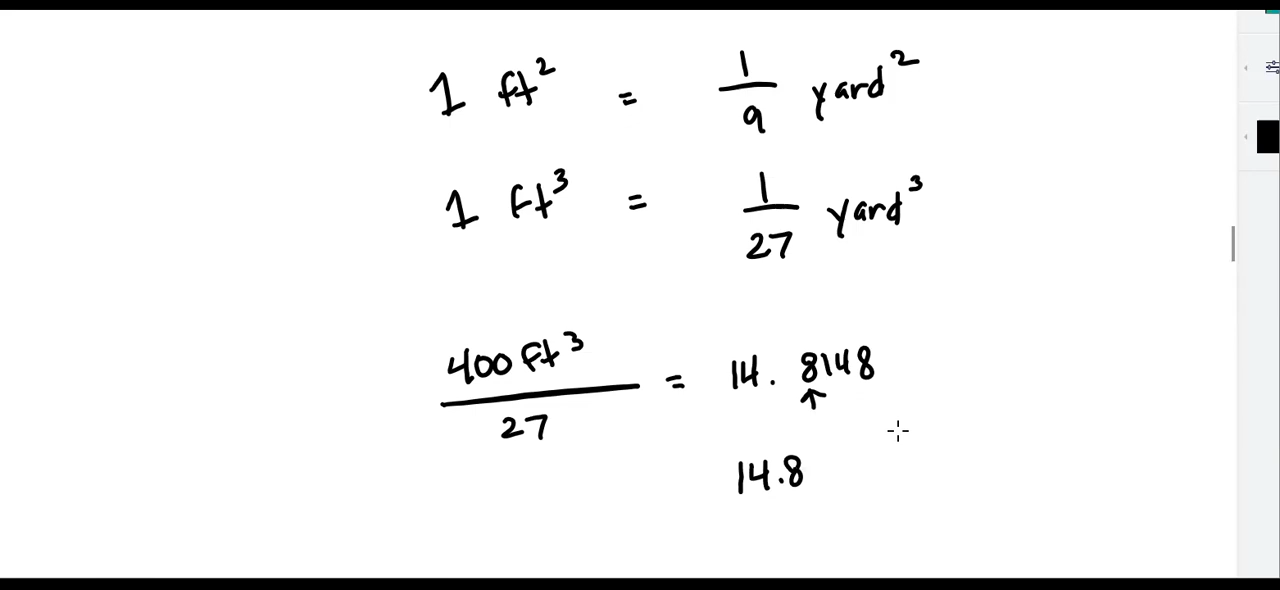 1 ft² = 1/9 yard²
1 ft³ = 1/27 yard³
400 ft³/27 = 14.8148
↑
14.8